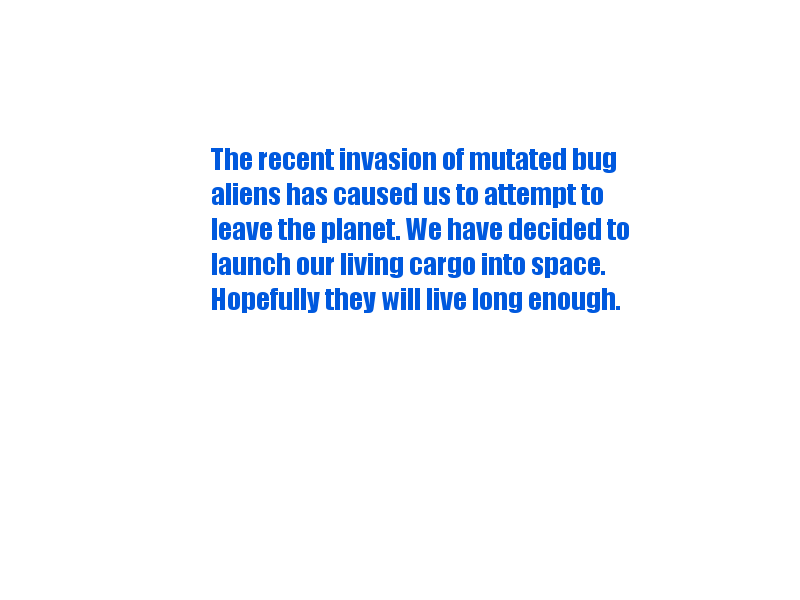 The recent invasion of mutated bug
aliens has caused us to attempt to
leave the planet. We have decided to
launch our living cargo into space.
Hopefully they will live long enough.